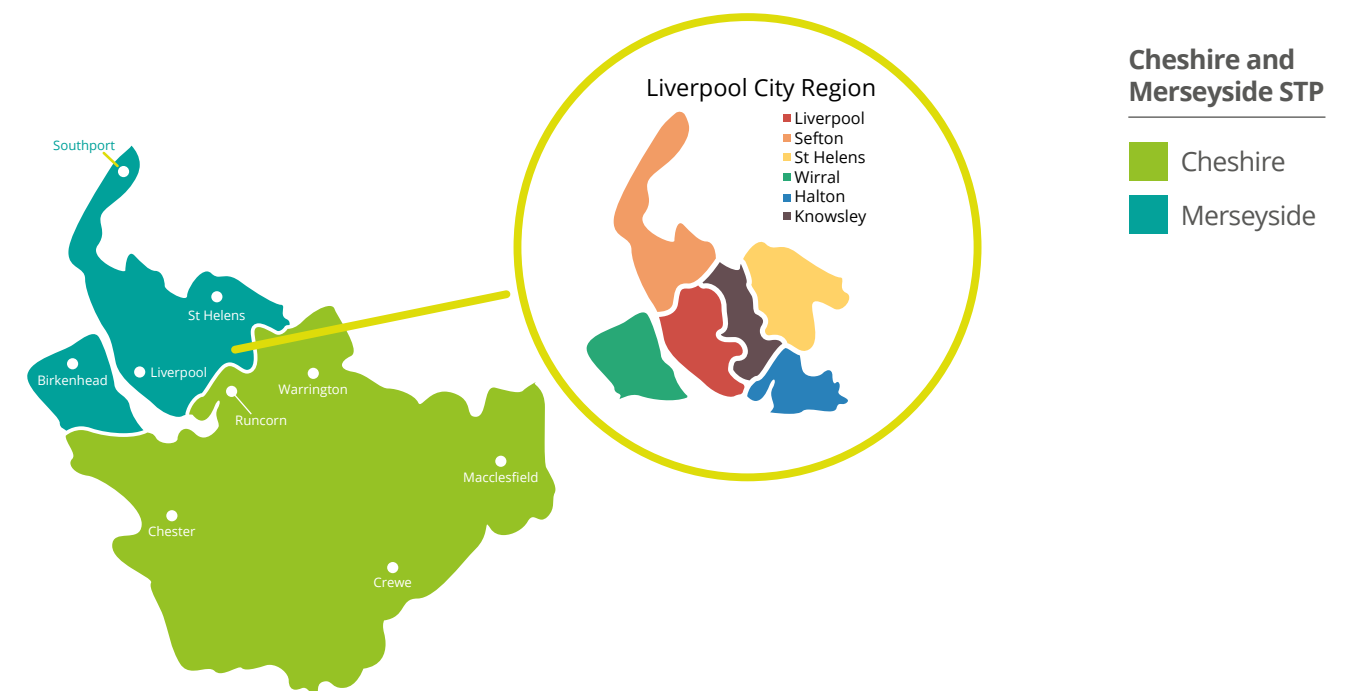 Liverpool City Region
Liverpool
Sefton
St Helens
Wirral
Halton
Knowsley
Cheshire and
Merseyside STP
Cheshire
Merseyside
Southport
St Helens
Birkenhead
Liverpool
Warrington
Runcorn
Macclesfield
Chester
Crewe